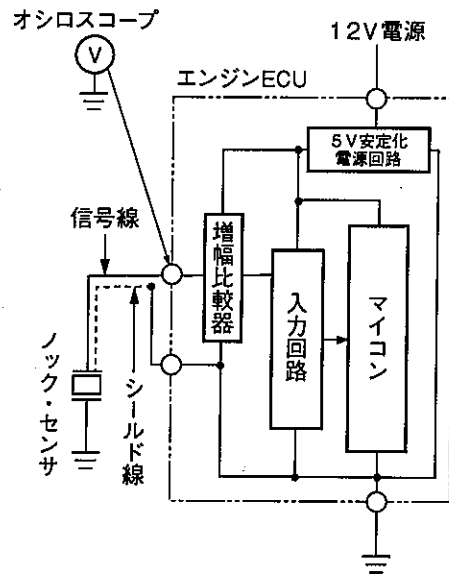 オシロスコープ
V
12V電源
エンジンECU
5V安定化
電源回路
信号線
増幅比較器
入力回路
マイコン
ノック・センサ
シールド線